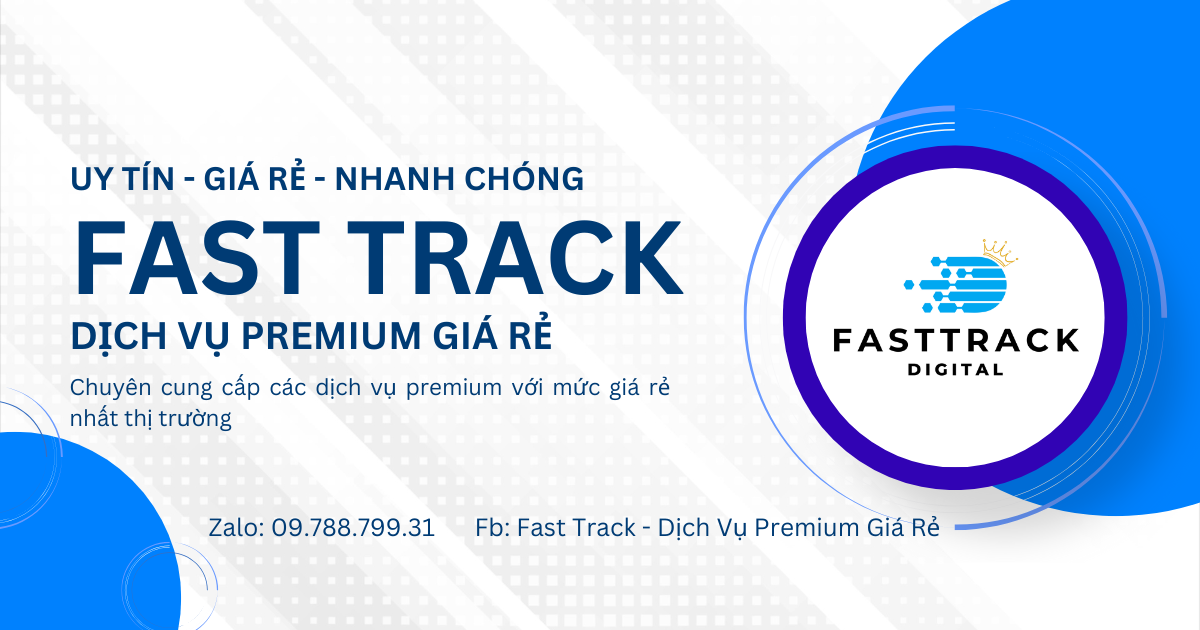 UY TÍN - GIÁ RẺ - NHANH CHÓNG
FAST TRACK
DỊCH VỤ PREMIUM GIÁ RẺ
Chuyên cung cấp các dịch vụ premium với mức giá rẻ
nhất thị trường
FASTTRACK
DIGITAL
Zalo: 09.788.799.31
Fb: Fast Track - Dịch Vụ Premium Giá Rẻ